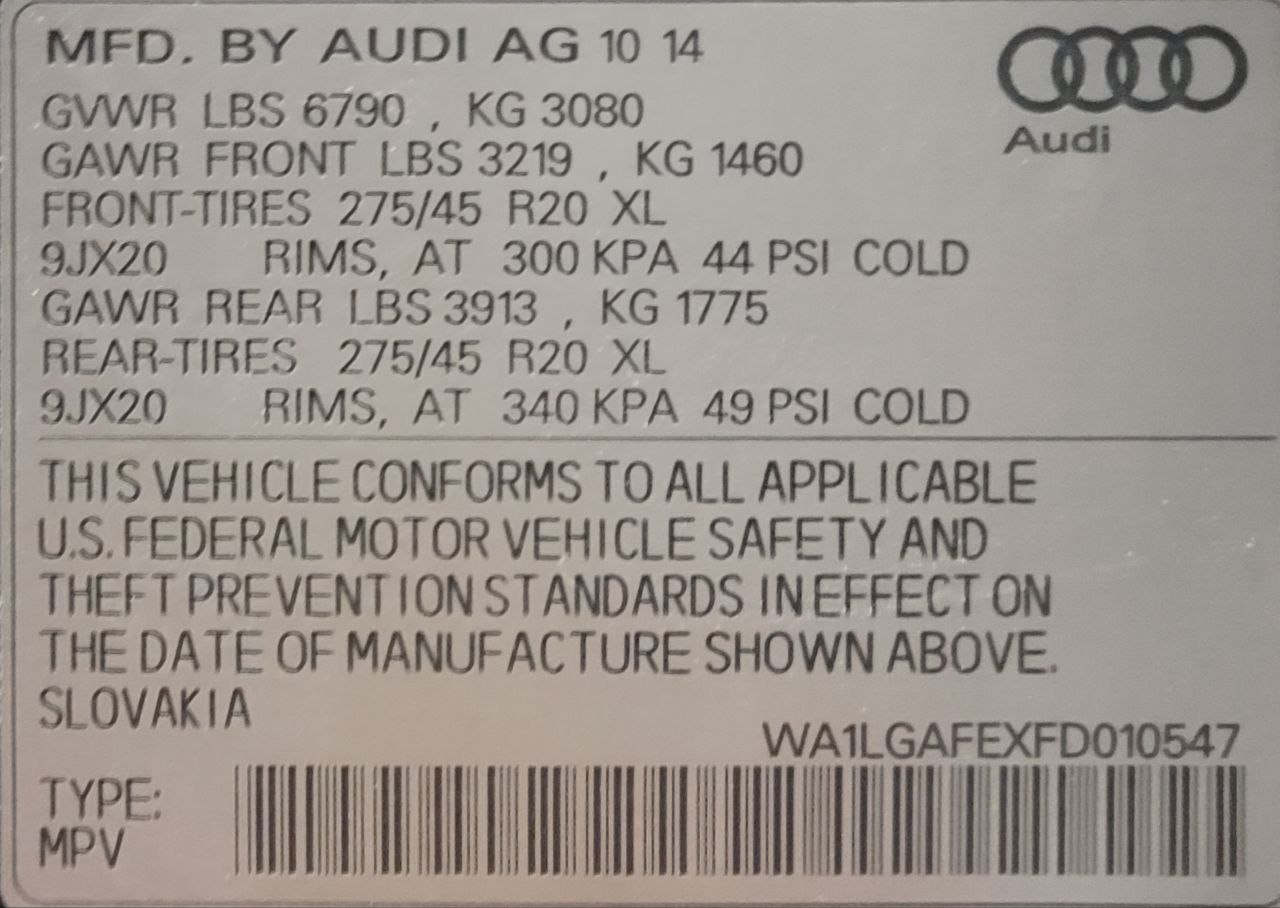 MFD. BY AUDI AG 10 14
Audi
GVWR LBS 6790 , KG 3080
GAWR FRONT LBS 3219 , KG 1460
FRONT-TIRES 275/45 R20 XL
9JX20 RIMS, AT 300 KPA 44 PSI COLD
GAWR REAR LBS 3913 , KG 1775
REAR-TIRES 275/45 R20 XL
9JX20 RIMS, AT 340 KPA 49 PSI COLD
THIS VEHICLE CONFORMS TO ALL APPLICABLE
U.S. FEDERAL MOTOR VEHICLE SAFETY AND
THEFT PREVENTION STANDARDS IN EFFECT ON
THE DATE OF MANUFACTURE SHOWN ABOVE.
SLOVAKIA
WA1LGAFEXFD010547
TYPE:
MPV